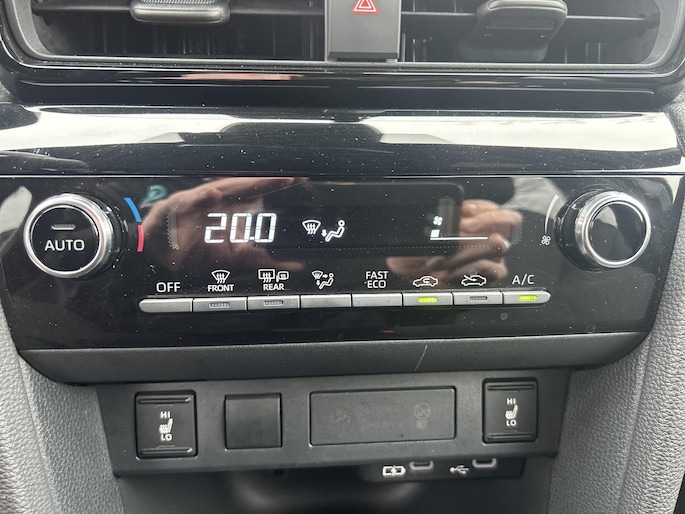 20.0
AUTO
OFF FRONT REAR FAST ECO A/C
HI LO
HI LO